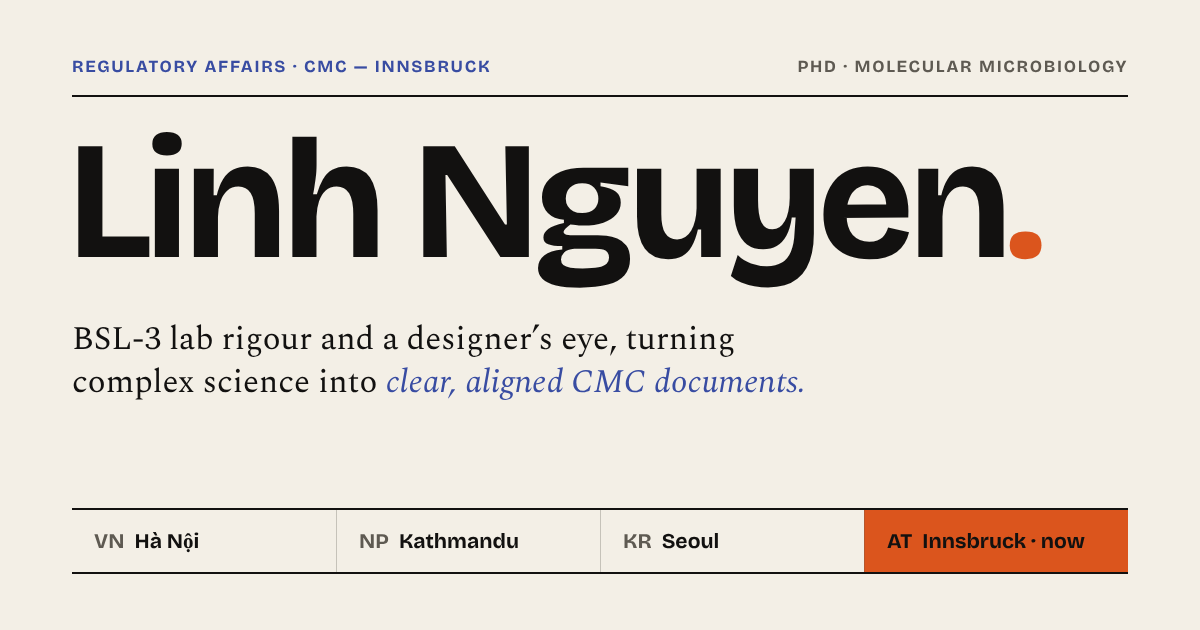 REGULATORY AFFAIRS · CMC — INNSBRUCK
PHD · MOLECULAR MICROBIOLOGY
Linh Nguyen.
BSL-3 lab rigour and a designer’s eye, turning
complex science into clear, aligned CMC documents.
VN Hà Nội
NP Kathmandu
KR Seoul
AT Innsbruck · now